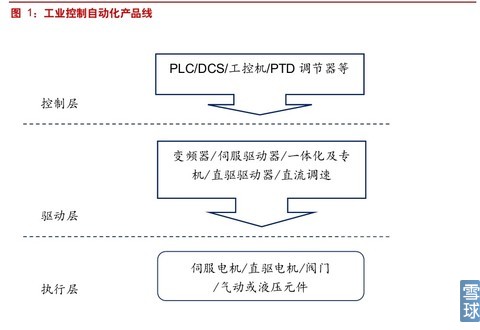 图 1：工业控制自动化产品线
PLC/DCS/工控机/PTD 调节器等
控制层
变频器/伺服驱动器/一体化及专
机/直驱驱动器/直流调速
驱动层
伺服电机/直驱电机/阀门
/气动或液压元件
执行层
雪球